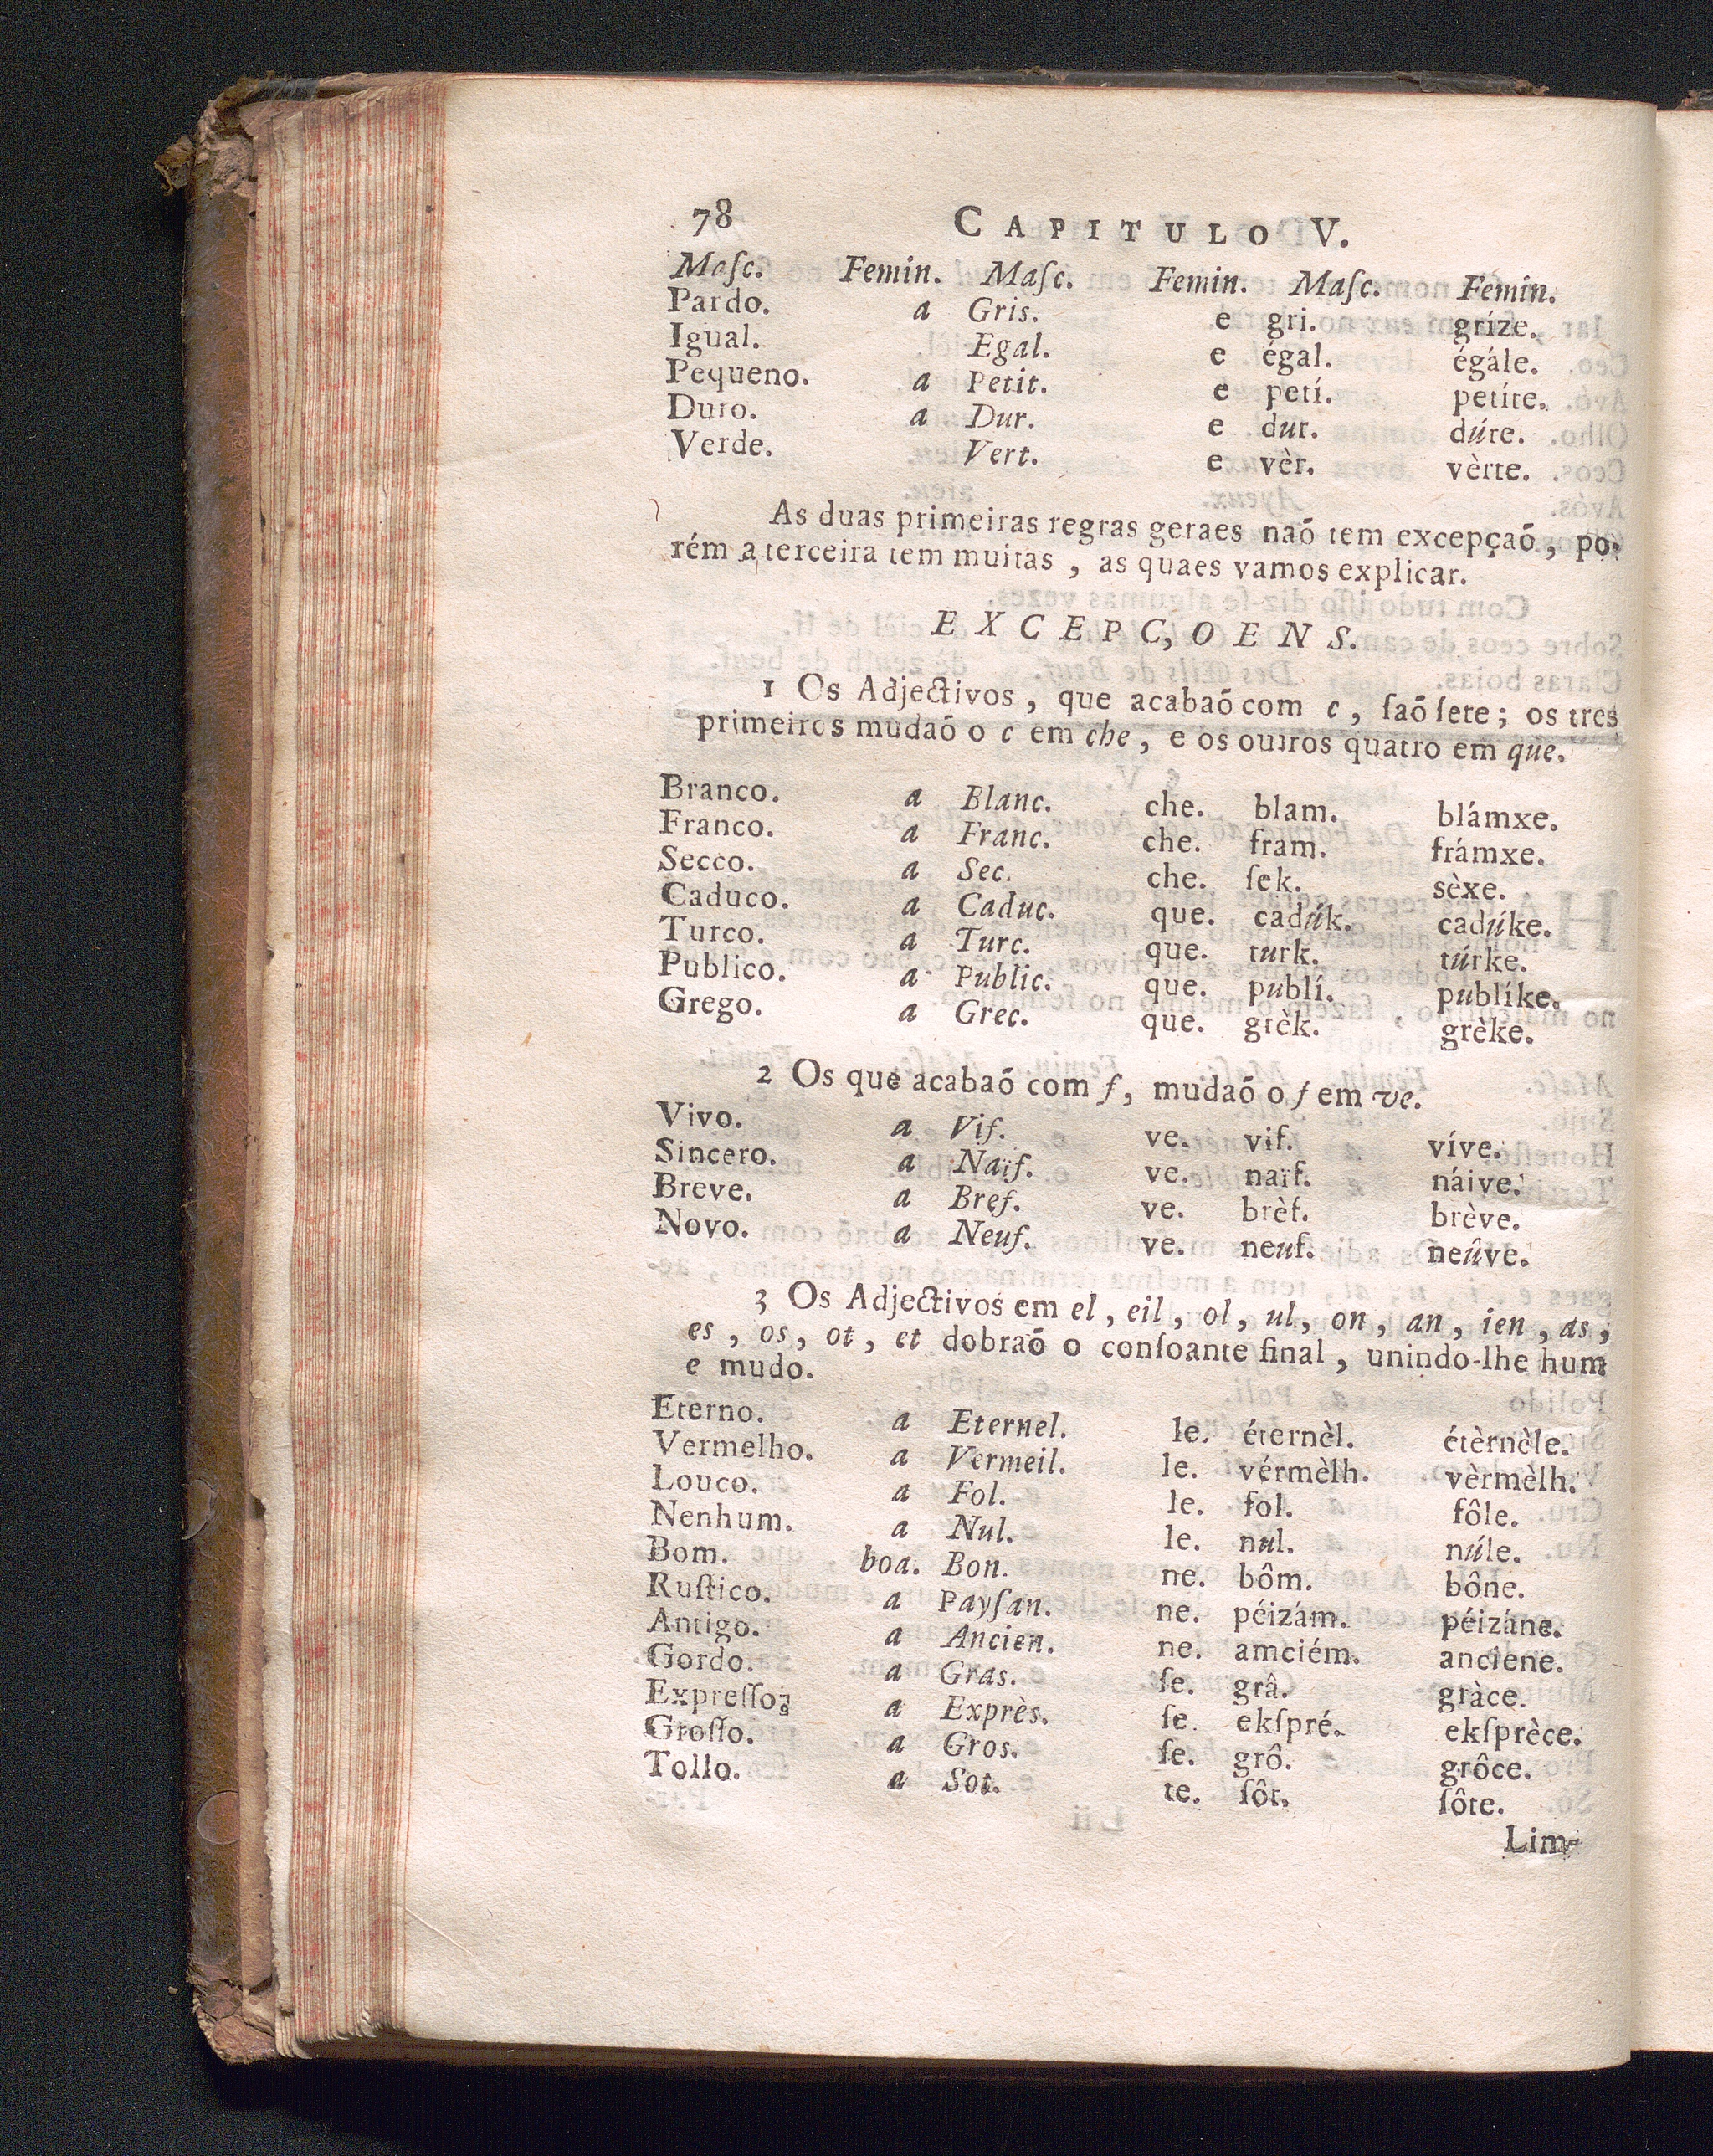 78 CAPITULO V.
Maſc. Femin. Maſc. Femin. Maſc. Femin.
Pardo. a Gris. e gri. gríze.
Igual. Egal. e égal. égále.
Pequeno. a Petit. e petí. petíte.
Duro. a Dur. e dur. dúre.
Verde. Vert. e vèr. vèrte.
As duas primeiras regras geraes naõ tem excepçaõ, po-
rém a terceira tem muitas, as quaes vamos explicar.
EXCEPC,OENS.
1 Os Adjectivos, que acabaõ com c, ſaõ ſete; os tres
primeiros mudaõ o c em che, e os outros quatro em que.
Branco. a Blanc. che. blam. blámxe.
Franco. a Franc. che. fram. frámxe.
Secco. a Sec. che. ſek. sèxe.
Caduco. a Caduc. que. cadúk. cadúke.
Turco. a Turc. que. turk. túrke.
Publico. a Public. que. publí. publíke.
Grego. a Grec. que. grèk. grèke.
2 Os que acabaõ com f, mudaõ o f em ve.
Vivo. a Vif. ve. vif. víve.
Sincero. a Naïf. ve. naïf. náive.
Breve. a Bref. ve. brèf. brève.
Novo. a Neuf. ve. neuf. neûve.
3 Os Adjectivos em el, eil, ol, ul, on, an, ien, as,
es, os, ot, et dobraõ o conſoante final, unindo-lhe hum
e mudo.
Eterno. a Eternel. le. éternèl. étèrnèle.
Vermelho. a Vermeil. le. vérmèlh. vèrmèlh.
Louco. a Fol. le. fol. fôle.
Nenhum. a Nul. le. nul. núle.
Bom. boa. Bon. ne. bôm. bône.
Ruſtico. a Payſan. ne. péizám. péizáne.
Antigo. a Ancien. ne. amciém. anciene.
Gordo. a Gras. ſe. grâ. gràce.
Expreſſo. a Exprès. ſe. ekſpré. ekſprèce.
Groſſo. a Gros. ſe. grô. grôce.
Tollo. a Sot. te. ſôt. ſôte.
Lim-